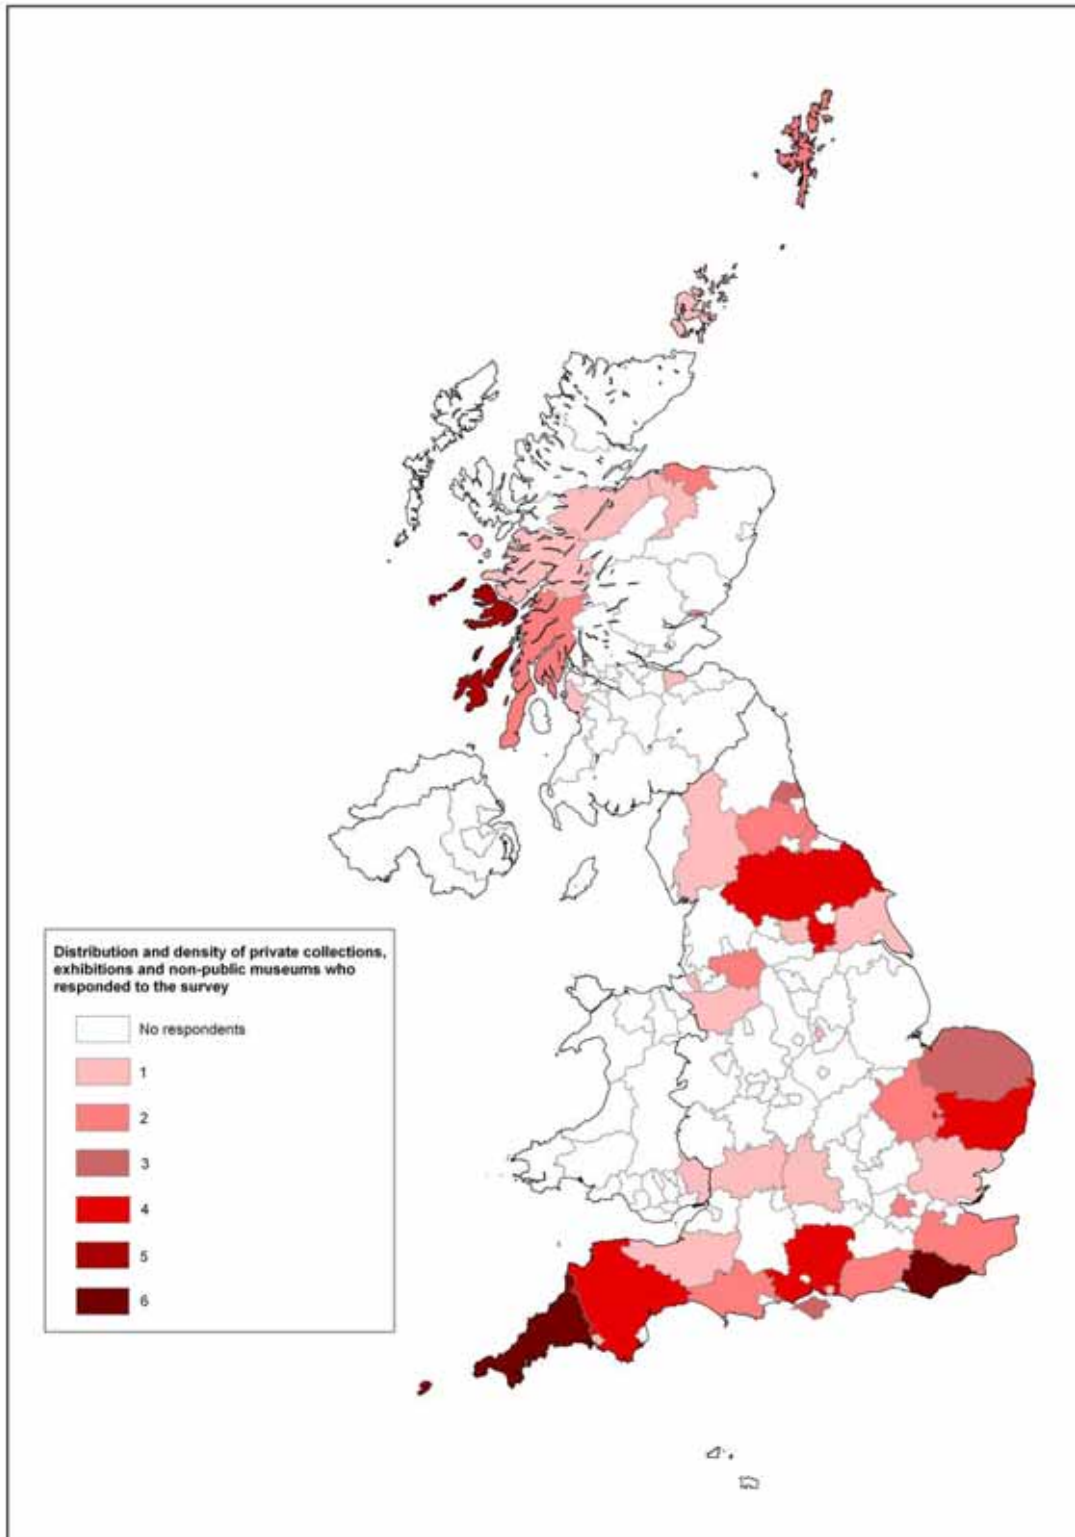 Distribution and density of private collections,
exhibitions and non-public museums who
responded to the survey
No respondents
1
2
3
4
5
6